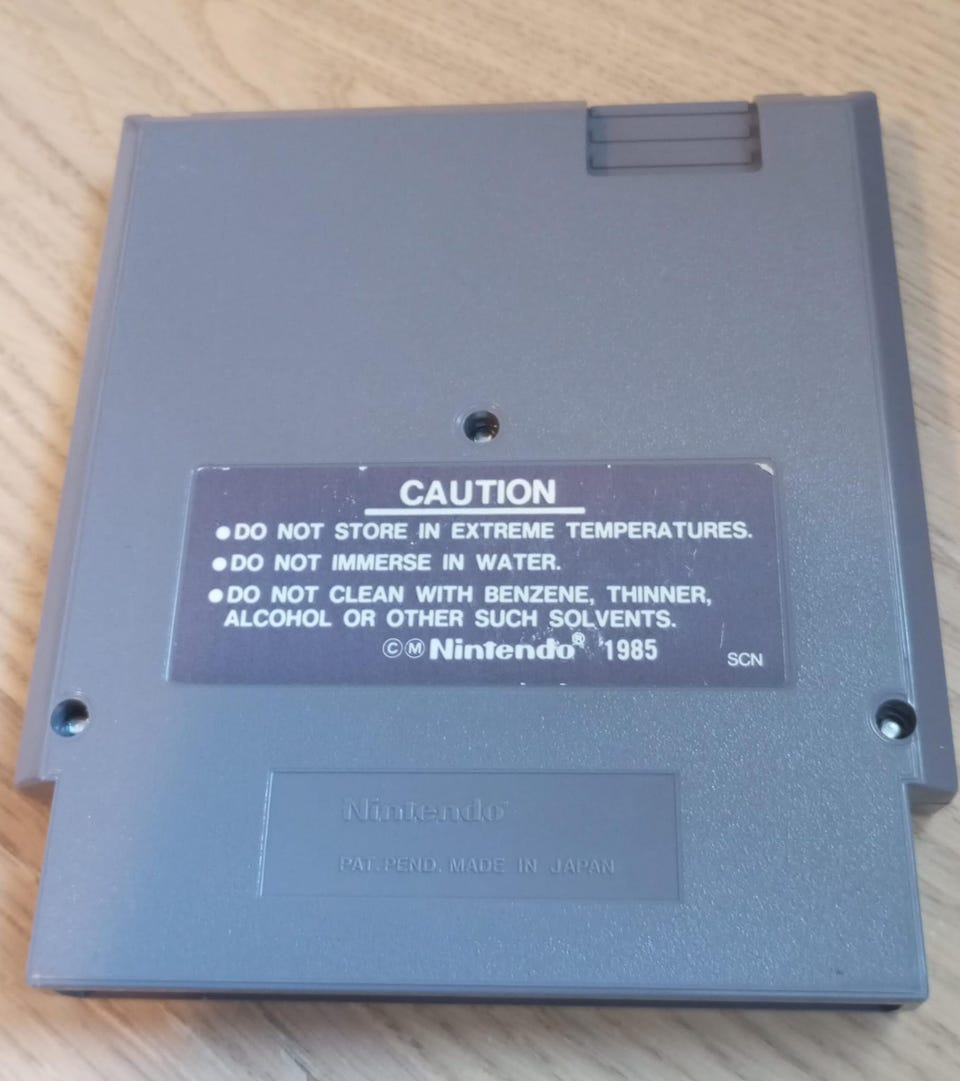 CAUTION
●DO NOT STORE IN EXTREME TEMPERATURES.
●DO NOT IMMERSE IN WATER.
●DO NOT CLEAN WITH BENZENE, THINNER,
ALCOHOL OR OTHER SUCH SOLVENTS.
ⒸⓂNintendo® 1985
SCN
Nintendo
PAT. PEND. MADE IN JAPAN